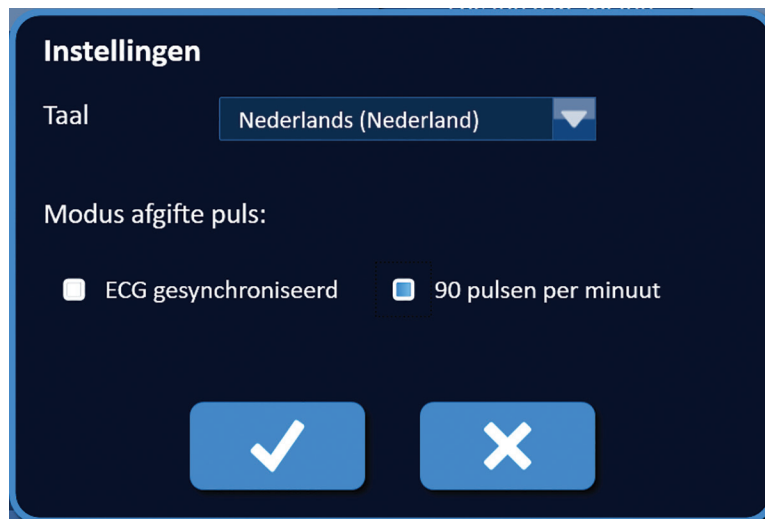 Instellingen
Taal
Nederlands (Nederland)
Modus afgifte puls:
ECG gesynchroniseerd
90 pulsen per minuut